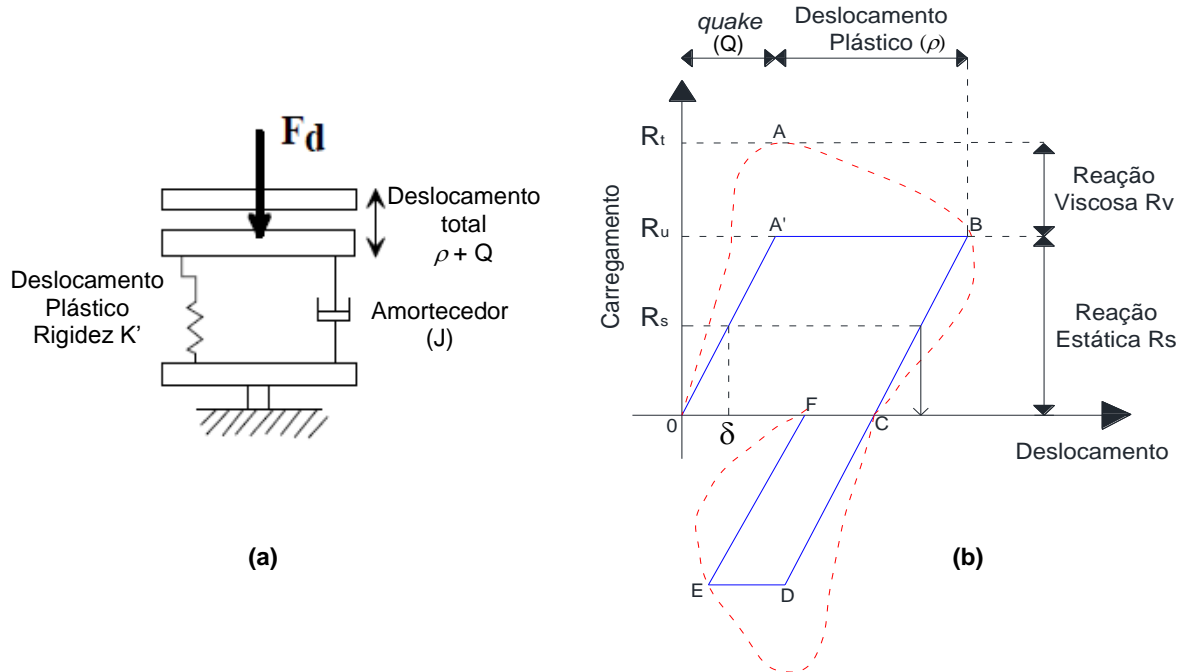 Fd
Deslocamento
total
ρ + Q
Deslocamento
Plástico
Rigidez K’
Amortecedor
(J)
(a)
quake
(Q)
Deslocamento
Plástico (ρ)
Carregamento
Rt
Ru
Rs
A
A'
B
Reação
Viscosa Rv
Reação
Estática Rs
0
δ
F
C
Deslocamento
E
D
(b)